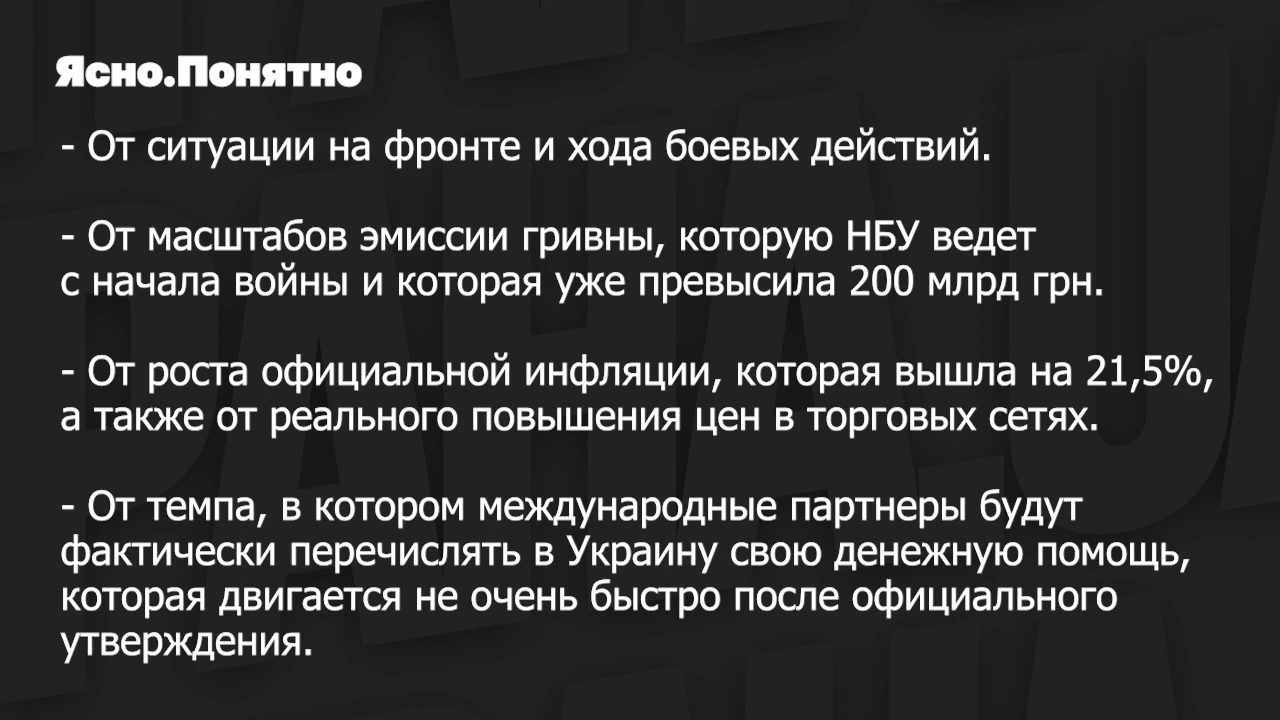 Ясно.Понятно
- От ситуации на фронте и хода боевых действий.
- От масштабов эмиссии гривны, которую НБУ ведет
с начала войны и которая уже превысила 200 млрд грн.
- От роста официальной инфляции, которая вышла на 21,5%,
а также от реального повышения цен в торговых сетях.
- От темпа, в котором международные партнеры будут
фактически перечислять в Украину свою денежную помощь,
которая двигается не очень быстро после официального
утверждения.